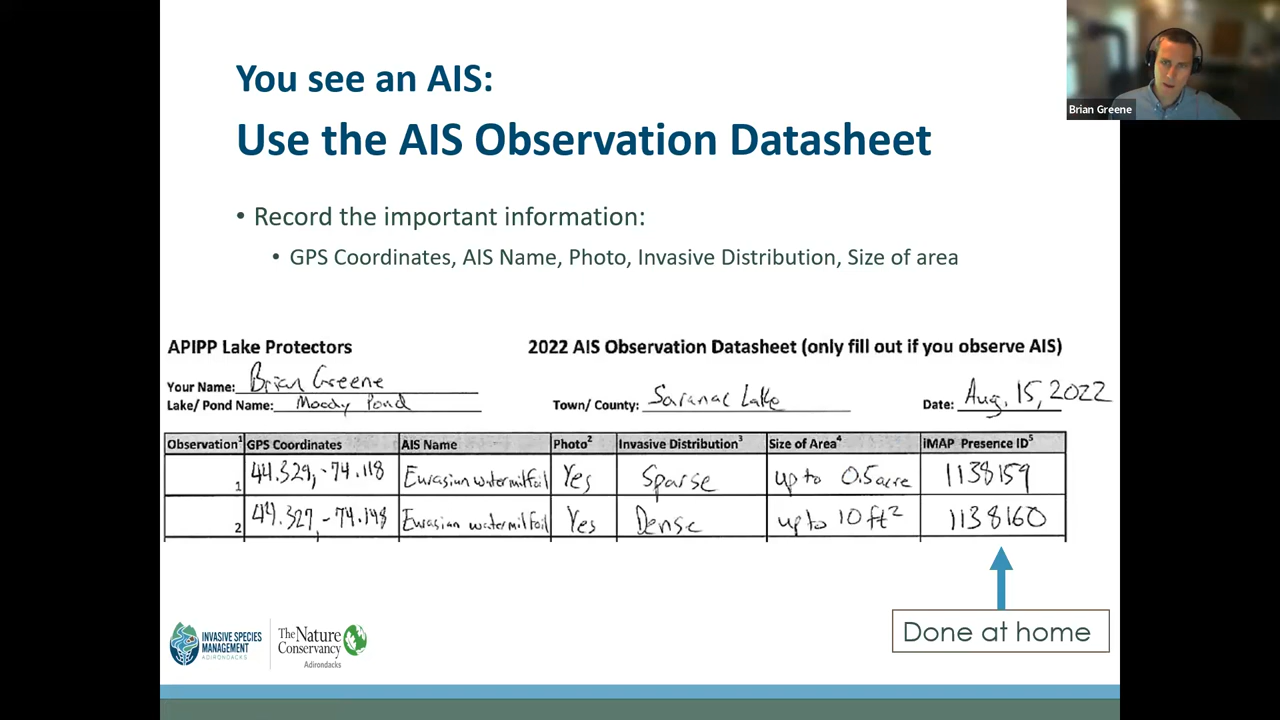 You see an AIS:
Use the AIS Observation Datasheet
Brian Greene
• Record the important information:
• GPS Coordinates, AIS Name, Photo, Invasive Distribution, Size of area
APIPP Lake Protectors 2022 AIS Observation Datasheet (only fill out if you observe AIS)
Your Name: Brian Greene
Lake/ Pond Name: Moody Pond Town/ County: Saranac Lake Date: Aug, 15, 2022
Observation1 GPS Coordinates AIS Name Photo2 Invasive Distribution3 Size of Area4 iMAP Presence ID5
1 44.329, -74.118 Eurasian watermilfoil Yes Sparse up to 0.5 acre 1138159
2 44.327, -74.148 Eurasian watermilfoil Yes Dense up to 10 ft2 1138160
Done at home
INVASIVE SPECIES
MANAGEMENT
ADIRONDACKS
The Nature
Conservancy
Adirondacks